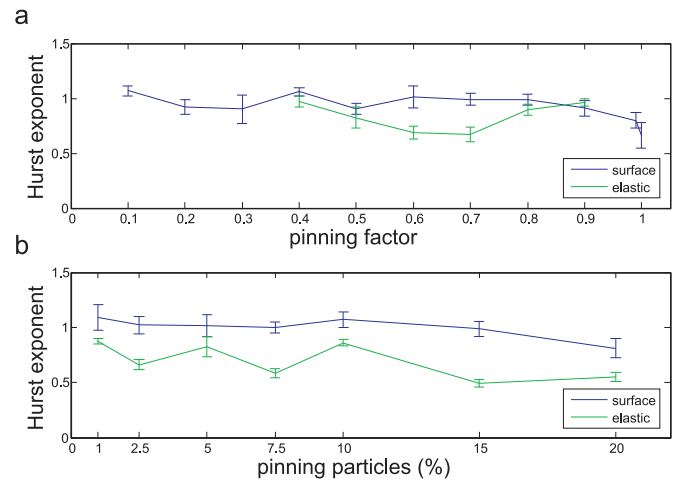 a
1.5
1
0.5
0
Hurst exponent
surface
elastic
0 0.1 0.2 0.3 0.4 0.5 0.6 0.7 0.8 0.9 1
pinning factor
b
1.5
1
0.5
0
Hurst exponent
surface
elastic
0 1 2.5 5 7.5 10 15 20
pinning particles (%)